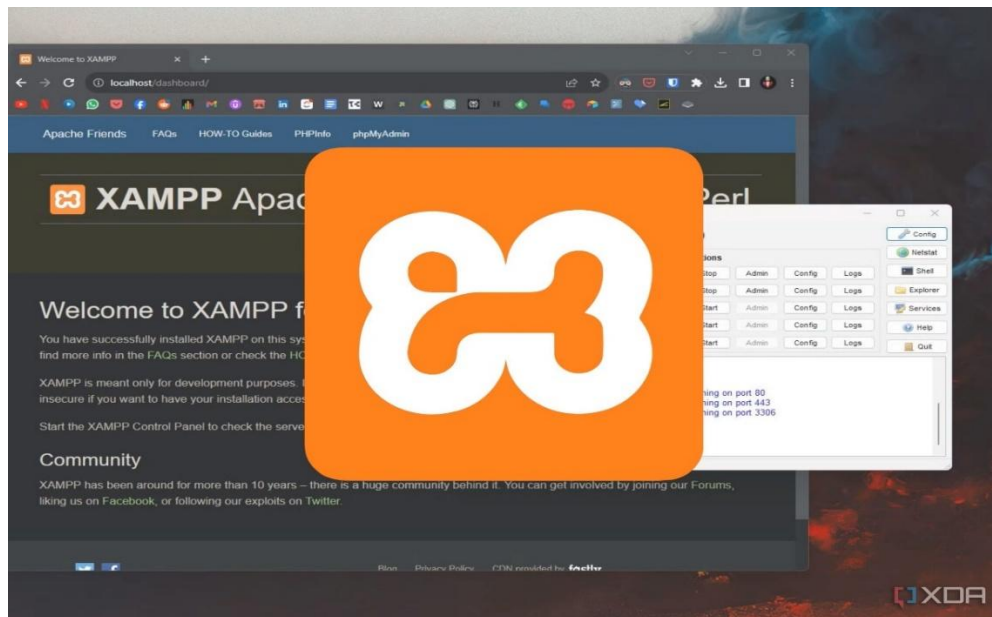 Welcome to XAMPP
localhost/dashboard/
Apache Friends FAQs HOW-TO Guides PHPInfo phpMyAdmin
XAMPP Apac
Perl
Welcome to XAMPP f
You have successfully installed XAMPP on this sys
find more info in the FAQs section or check the HO
XAMPP is meant only for development purposes.
insecure if you want to have your installation acces
Start the XAMPP Control Panel to check the serve
Community
XAMPP has been around for more than 10 years – there is a huge community behind it. You can get involved by joining our Forums,
liking us on Facebook, or following our exploits on Twitter.
Blog Privacy Policy CDN provided by fastly
Config
Netstat
Stop Admin Config Logs Shell
Stop Admin Config Logs Explorer
Start Admin Config Logs Services
Start Admin Config Logs Help
Start Admin Config Logs Quit
ning on port 80
ning on port 443
ning on port 3306
XDA